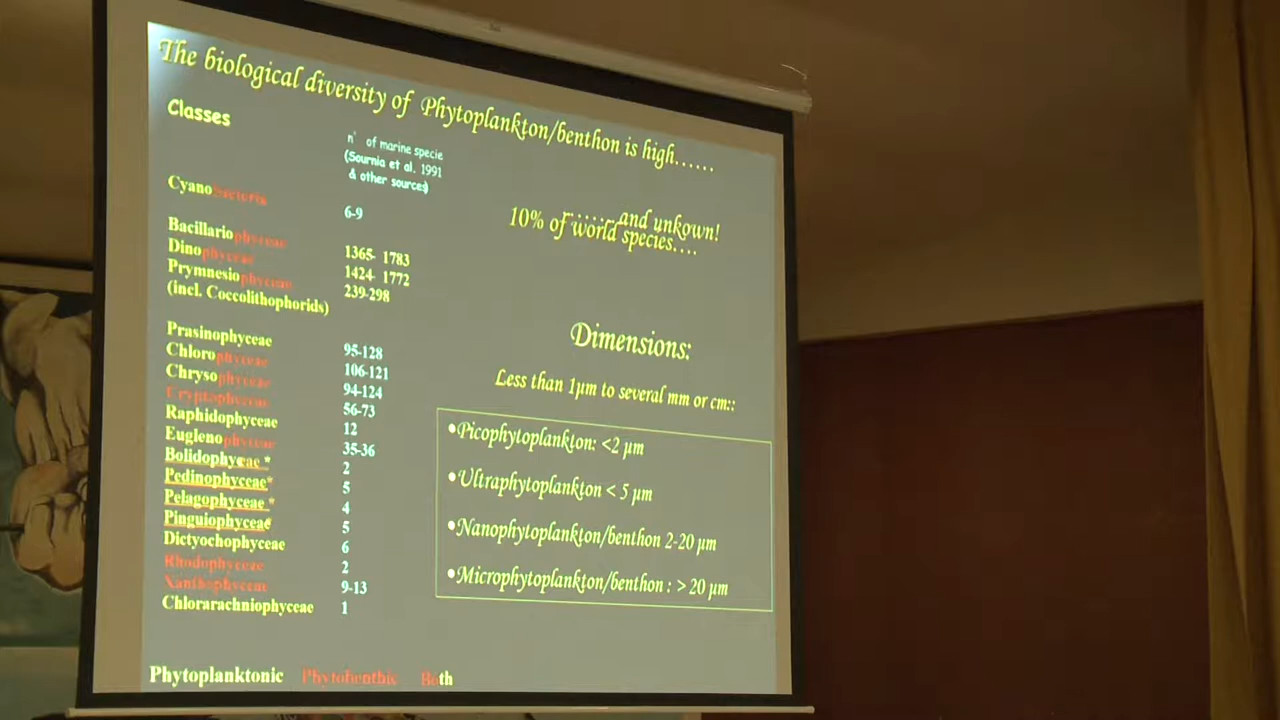 The biological diversity of Phytoplankton/benthon is high......
Classes
n° of marine specie
(Sournia et al. 1991
& other sources)
Cyanobacteria 6-9
Bacillariophyceae 1365- 1783
Dinophyceae 1424- 1772
Prymnesiophyceae 239-298
(incl. Coccolithophorids)
Prasinophyceae 95-128
Chlorophyceae 106-121
Chrysophyceae 94-124
Cryptophyceae 56-73
Raphidophyceae 12
Euglenophyceae 35-36
Bolidophyceae * 2
Pedinophyceae* 5
Pelagophyceae * 4
Pinguiophyceae* 5
Dictyochophyceae 6
Rhodophyceae 2
Xanthophyceae 9-13
Chlorarachniophyceae 1
Phytoplanktonic Phytobenthic Both
.......and unkown!
10% of world species....
Dimensions:
Less than 1µm to several mm or cm::
•Picophytoplankton: <2 µm
•Ultraphytoplankton < 5 µm
•Nanophytoplankton/benthon 2-20 µm
•Microphytoplankton/benthon : > 20 µm